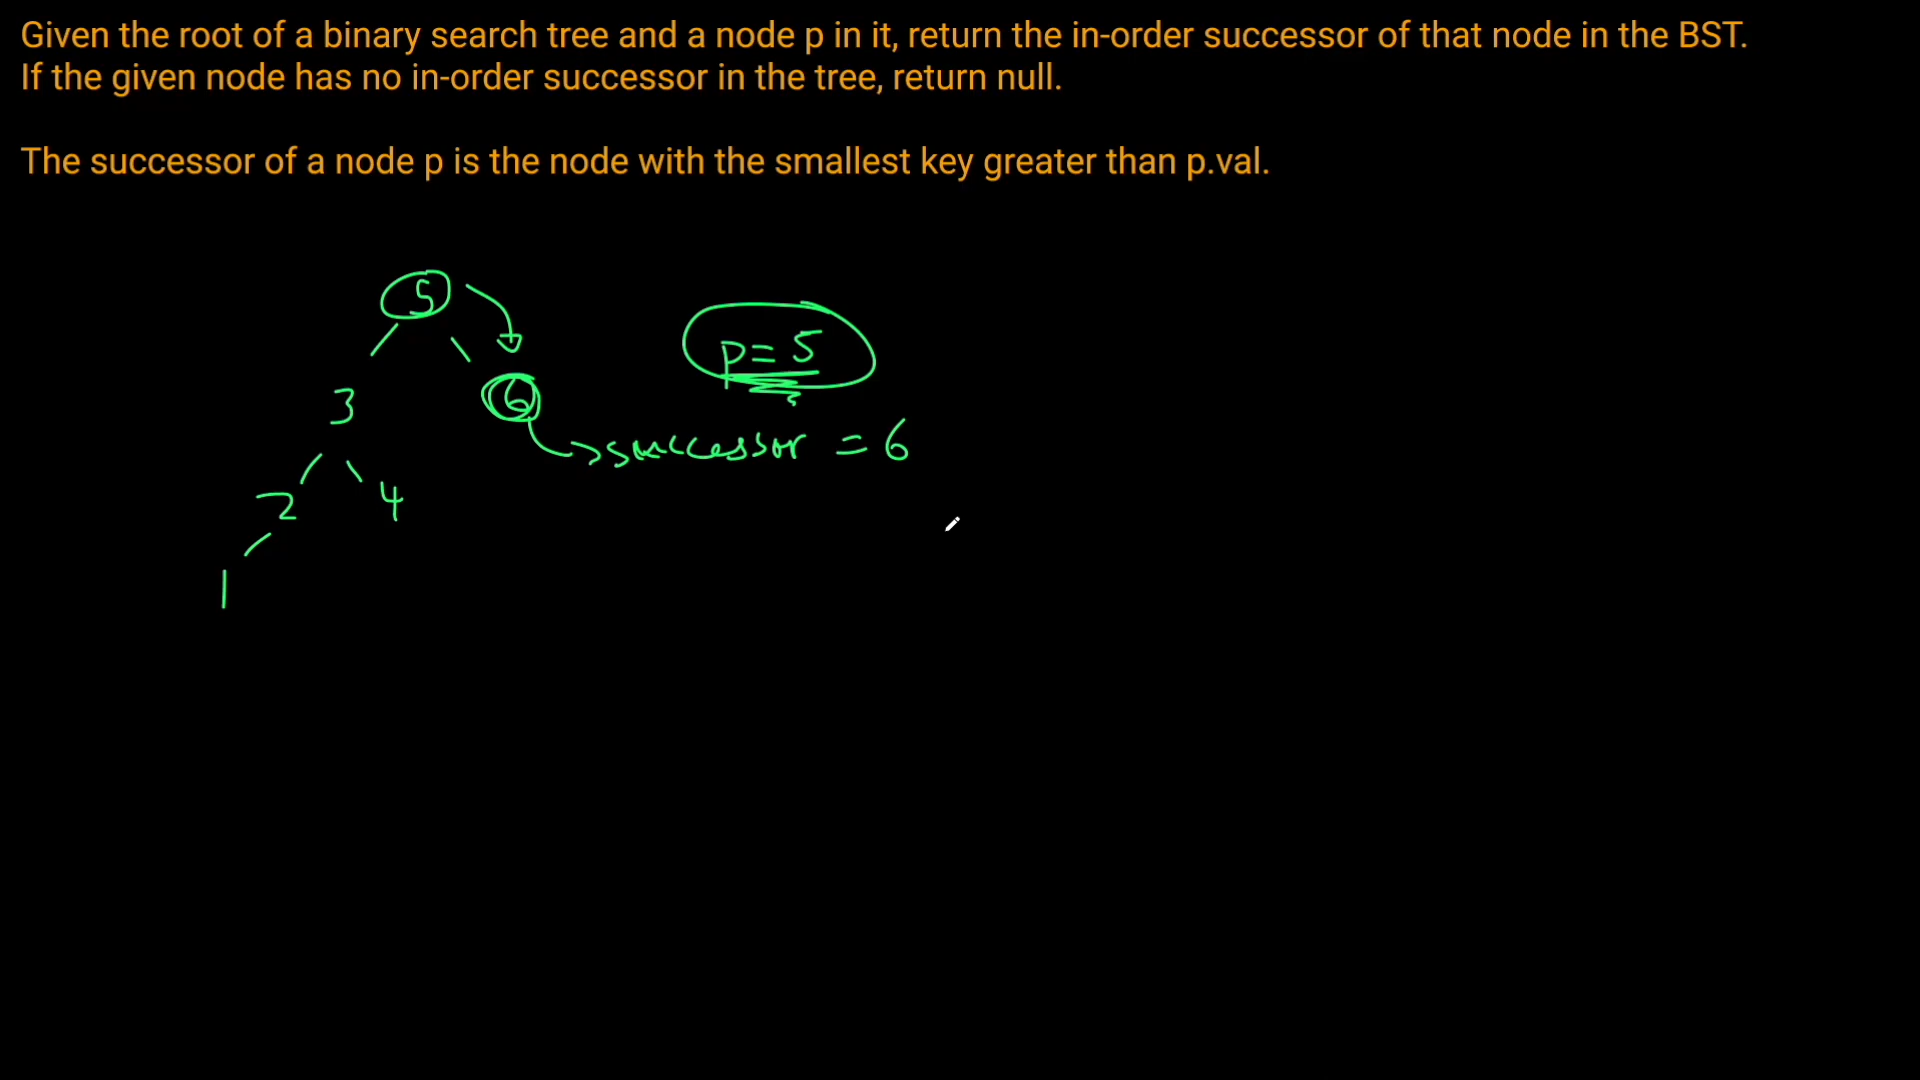 Given the root of a binary search tree and a node p in it, return the in-order successor of that node in the BST.
If the given node has no in-order successor in the tree, return null.
The successor of a node p is the node with the smallest key greater than p.val.
5
p = 5
3
6
successor = 6
2
4
1